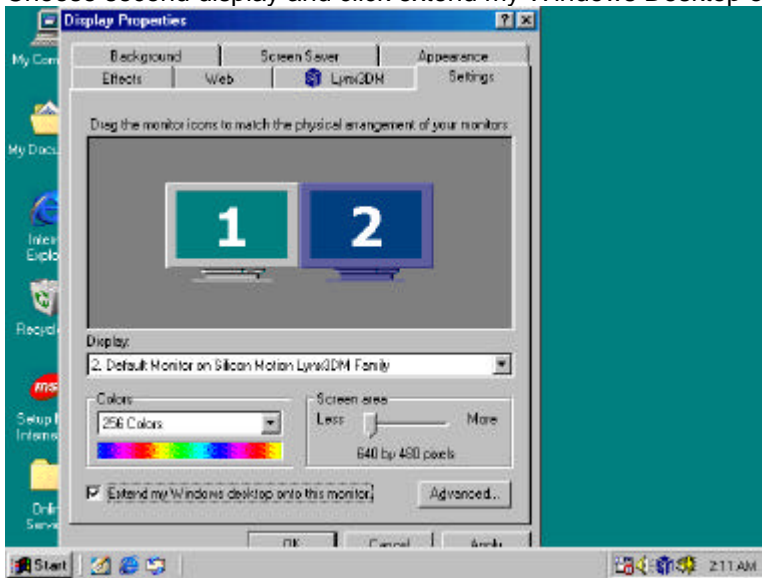 Display Properties
Background
Screen Saver
Appearance
Effects
Web
Lynx3DM
Settings
Drag the monitor icons to match the physical arrangement of your monitors
1
2
Display:
2. Default Monitor on Silicon Motion Lynx3DM Family
Colors
256 Colors
Screen area
Less
More
640 by 480 pixels
Extend my Windows desktop onto this monitor.
Advanced...
OK
Cancel
Apply
My Com
My Docu
Inter
Explo
Recycl
msn
Setup
Interne
Onlin
Serv
Start
2:11 AM